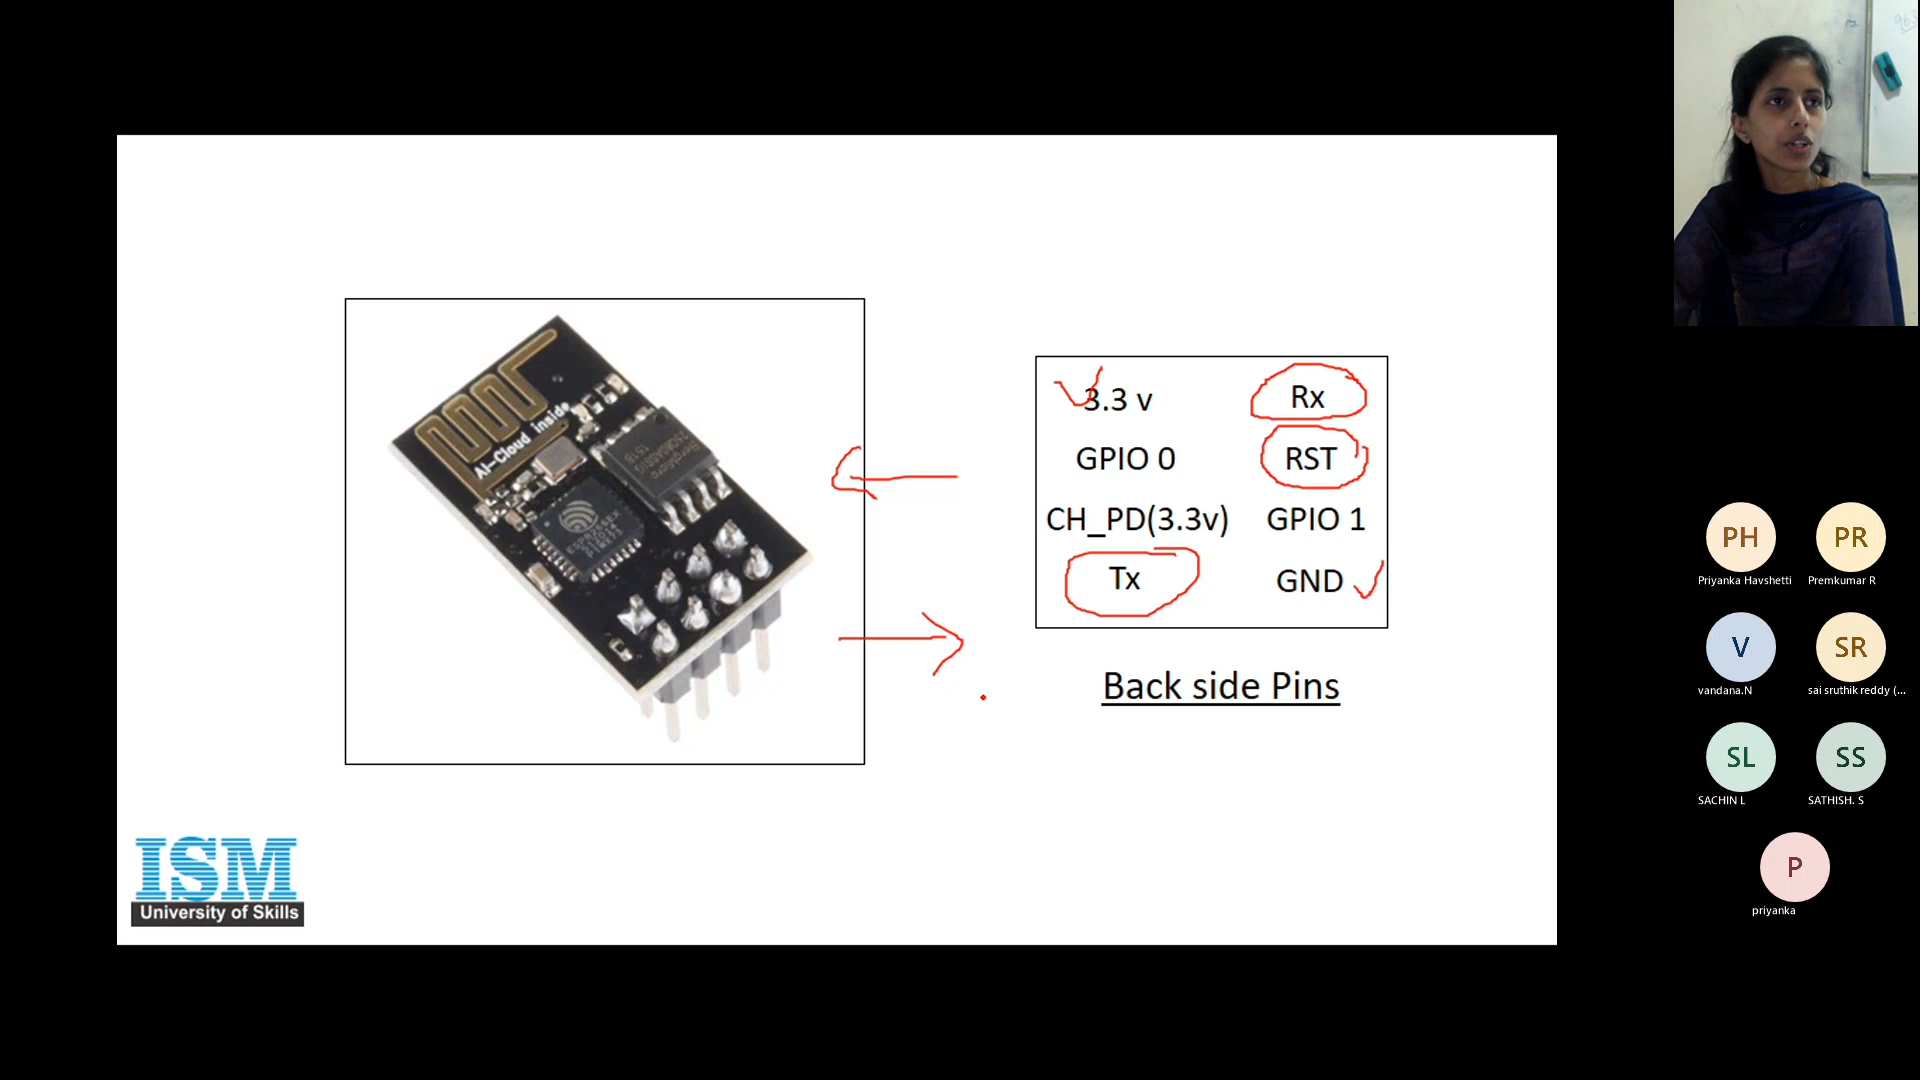 AI-Cloud inside
3.3 v Rx
GPIO 0 RST
CH_PD(3.3v) GPIO 1
Tx GND
Back side Pins
ISM
University of Skills
PH PR
Priyanka Havshetti Premkumar R
V SR
vandana.N sai sruthik reddy (...
SL SS
SACHIN L SATHISH. S
P
priyanka